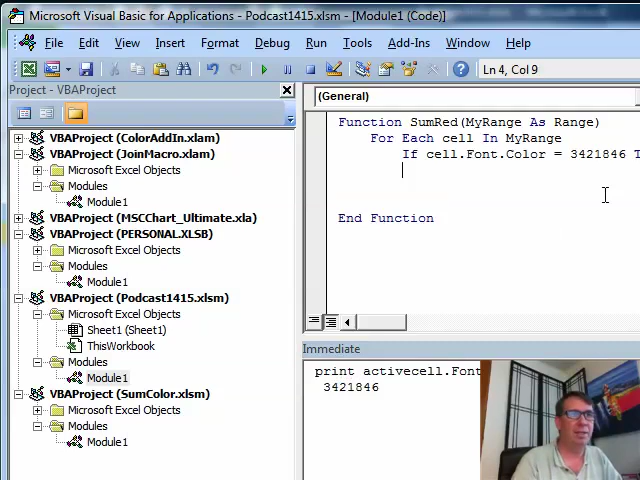 Microsoft Visual Basic for Applications - Podcast1415.xlsm - [Module1 (Code)]
File Edit View Insert Format Debug Run Tools Add-Ins Window Help
Ln 4, Col 9
Project - VBAProject
(General)
VBAProject (ColorAddIn.xlam)
VBAProject (JoinMacro.xlam)
Microsoft Excel Objects
Modules
Module1
VBAProject (MSCChart_Ultimate.xla)
VBAProject (PERSONAL.XLSB)
Microsoft Excel Objects
Modules
Module1
VBAProject (Podcast1415.xlsm)
Microsoft Excel Objects
Sheet1 (Sheet1)
ThisWorkbook
Modules
Module1
VBAProject (SumColor.xlsm)
Microsoft Excel Objects
Modules
Module1
Function SumRed(MyRange As Range)
For Each cell In MyRange
If cell.Font.Color = 3421846 T
End Function
Immediate
print activecell.Font
3421846